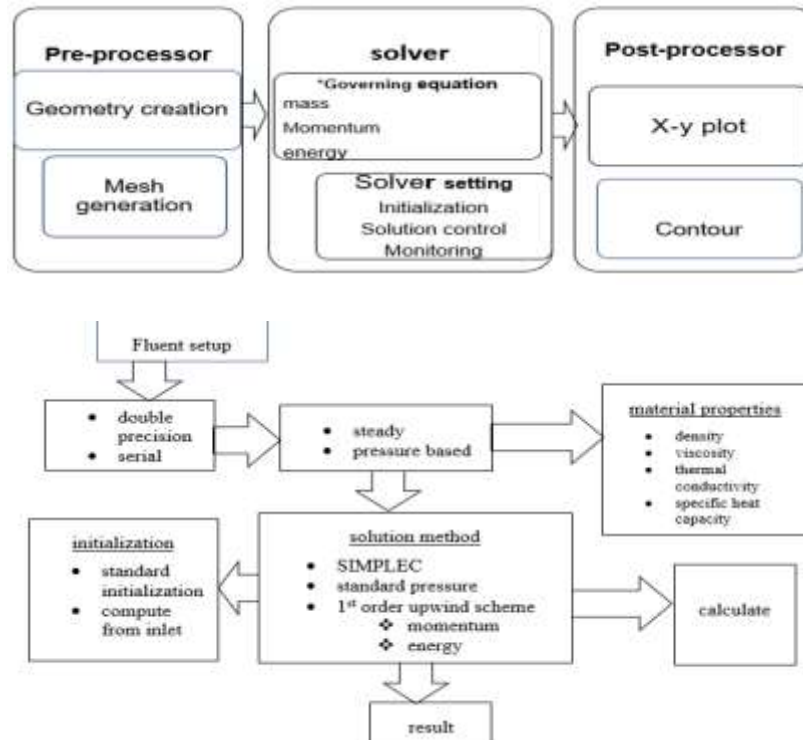 Pre-processor
Geometry creation
Mesh
generation
solver
*Governing equation
mass
Momentum
energy
Solver setting
Initialization
Solution control
Monitoring
Post-processor
X-y plot
Contour
Fluent setup
• double
precision
• serial
• steady
• pressure based
material properties
• density
• viscosity
• thermal
conductivity
• specific heat
capacity
initialization
• standard
initialization
• compute
from inlet
solution method
• SIMPLEC
• standard pressure
• 1st order upwind scheme
❖ momentum
❖ energy
calculate
result